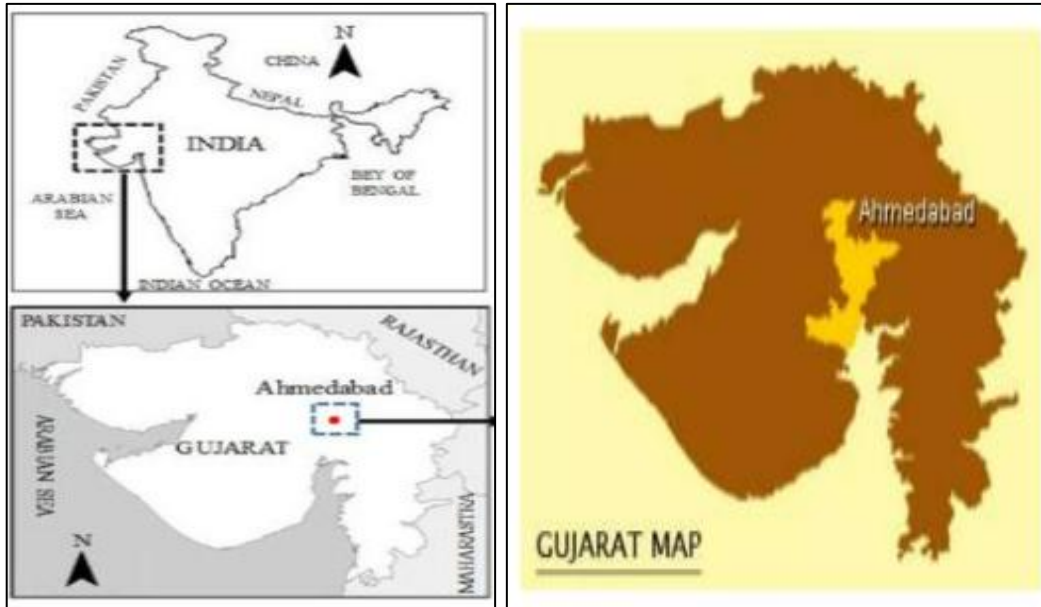 N
CHINA
PAKISTAN
NEPAL
INDIA
BEY OF
BENGAL
ARABIAN
SEA
INDIAN OCEAN
PAKISTAN
RAJASTHAN
Ahmedabad
ARABIAN SEA
GUJARAT
MAHARASTRA
N
Ahmedabad
GUJARAT MAP